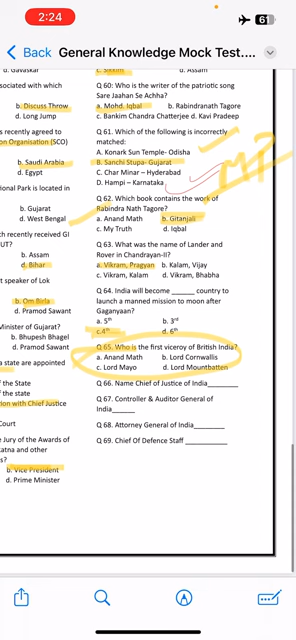 2:24
61
Back General Knowledge Mock Test....
d. Gavaskar
sociated with which
b. Discuss Throw
d. Long Jump
s recently agreed to
on Organisation (SCO)
b. Saudi Arabia
d. Egypt
onal Park is located in
b. Gujarat
d. West Bengal
ch recently received GI
UT?
b. Assam
d. Bihar
t speaker of Lok
b. Om Birla
d. Pramod Sawant
Minister of Gujarat?
b. Bhupesh Bhagel
d. Pramod Sawant
a state are appointed
f the State
f the state
tion with Chief Justice
Court
e Jury of the Awards of
atna and other
s?
b. Vice President
d. Prime Minister
c. Sikkim d. Assam
Q 60: Who is the writer of the patriotic song
Sare Jaahan Se Achha?
a. Mohd. Iqbal b. Rabindranath Tagore
c. Bankim Chandra Chatterjee d. Kavi Pradeep
Q 61. Which of the following is incorrectly
matched:
A. Konark Sun Temple- Odisha
B. Sanchi Stupa- Gujarat
C. Char Minar – Hyderabad
D. Hampi – Karnataka
MP
Q 62. Which book contains the work of
Rabindra Nath Tagore?
a. Anand Math b. Gitanjali
c. My Truth d. Iqbal
Q 63. What was the name of Lander and
Rover in Chandrayan-II?
a. Vikram, Pragyan b. Kalam, Vijay
c. Vikram, Kalam d. Vikram, Bhabha
Q 64. India will become ______ country to
launch a manned mission to moon after
Gaganyaan?
a. 5th b. 3rd
c.4th d. 6th
Q 65. Who is the first viceroy of British India?
a. Anand Math b. Lord Cornwallis
c. Lord Mayo d. Lord Mountbatten
Q 66. Name Chief of Justice of India________
Q 67. Controller & Auditor General of
India______
Q 68. Attorney General of India________
Q 69. Chief Of Defence Staff __________